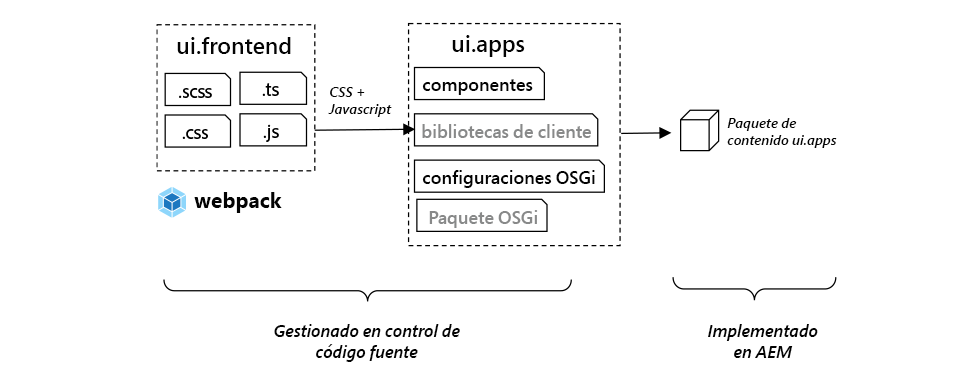 ui.frontend
.scss
.ts
.css
.js
webpack
CSS +
Javascript
ui.apps
componentes
bibliotecas de cliente
configuraciones OSGi
Paquete OSGi
Paquete de
contenido ui.apps
Gestionado en control de
código fuente
Implementado
en AEM